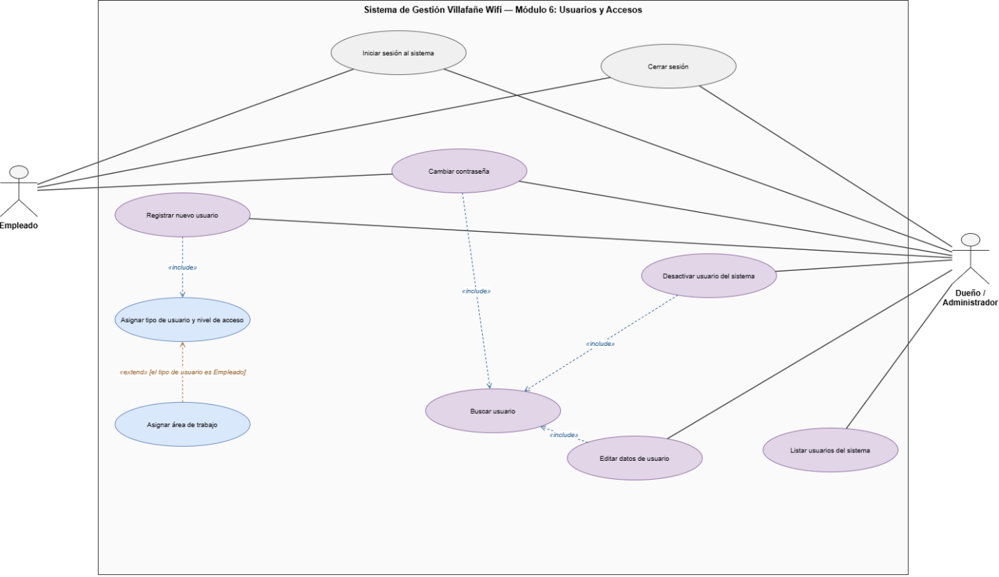 Sistema de Gestión Villafañe Wifi — Módulo 6: Usuarios y Accesos
Iniciar sesión al sistema
Cerrar sesión
Cambiar contraseña
Registrar nuevo usuario
Empleado
«include»
Desactivar usuario del sistema
«include»
Dueño /
Administrador
Asignar tipo de usuario y nivel de acceso
«include»
«extend» [el tipo de usuario es Empleado]
Buscar usuario
Asignar área de trabajo
«include»
Listar usuarios del sistema
Editar datos de usuario